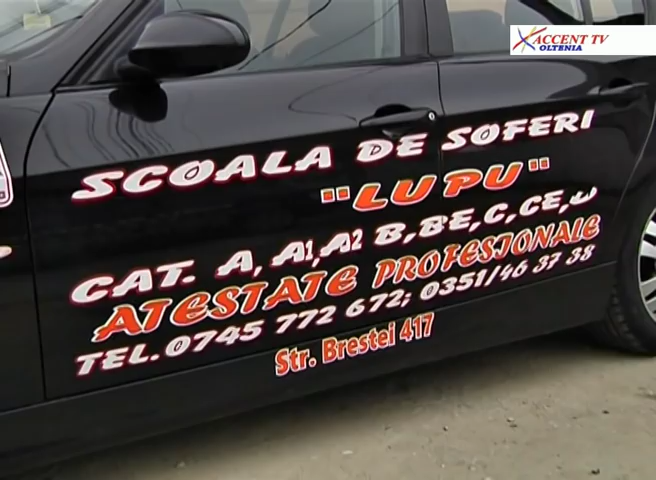 ACCENT TV
OLTENIA
SCOALA DE SOFERI
"LUPU"
CAT. A, A1, A2 B, BE, C, CE, D
ATESTATE PROFESIONALE
TEL. 0745 772 672; 0351/46 37 38
Str. Brestei 417